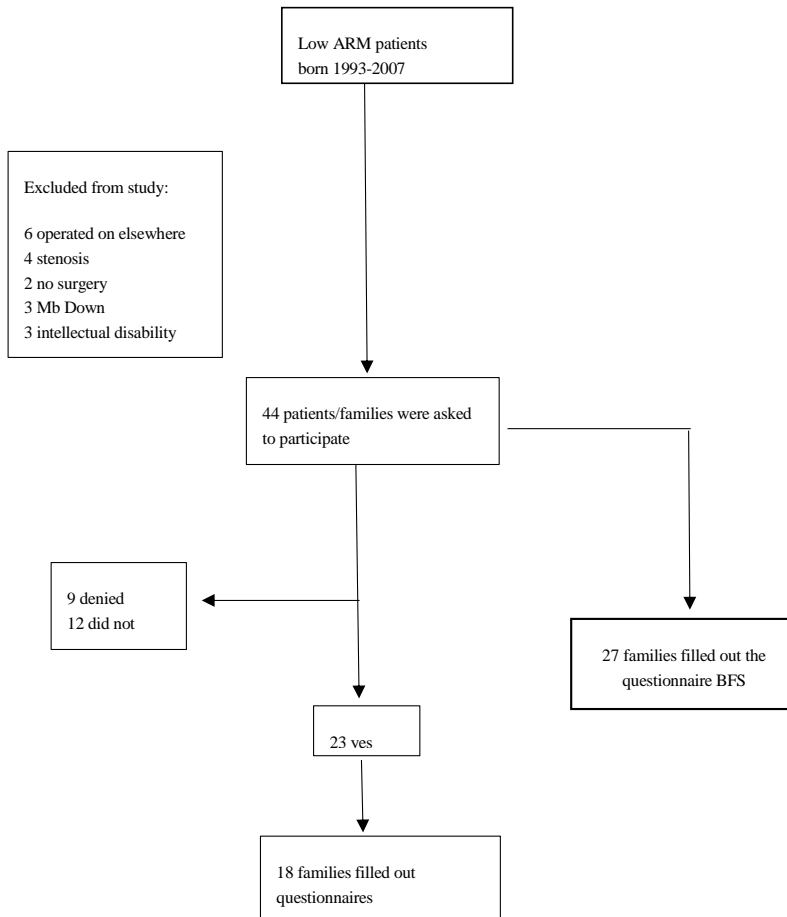 Low ARM patients
born 1993-2007
Excluded from study:
6 operated on elsewhere
4 stenosis
2 no surgery
3 Mb Down
3 intellectual disability
44 patients/families were asked
to participate
9 denied
12 did not
27 families filled out the
questionnaire BFS
23 ves
18 families filled out
questionnaires